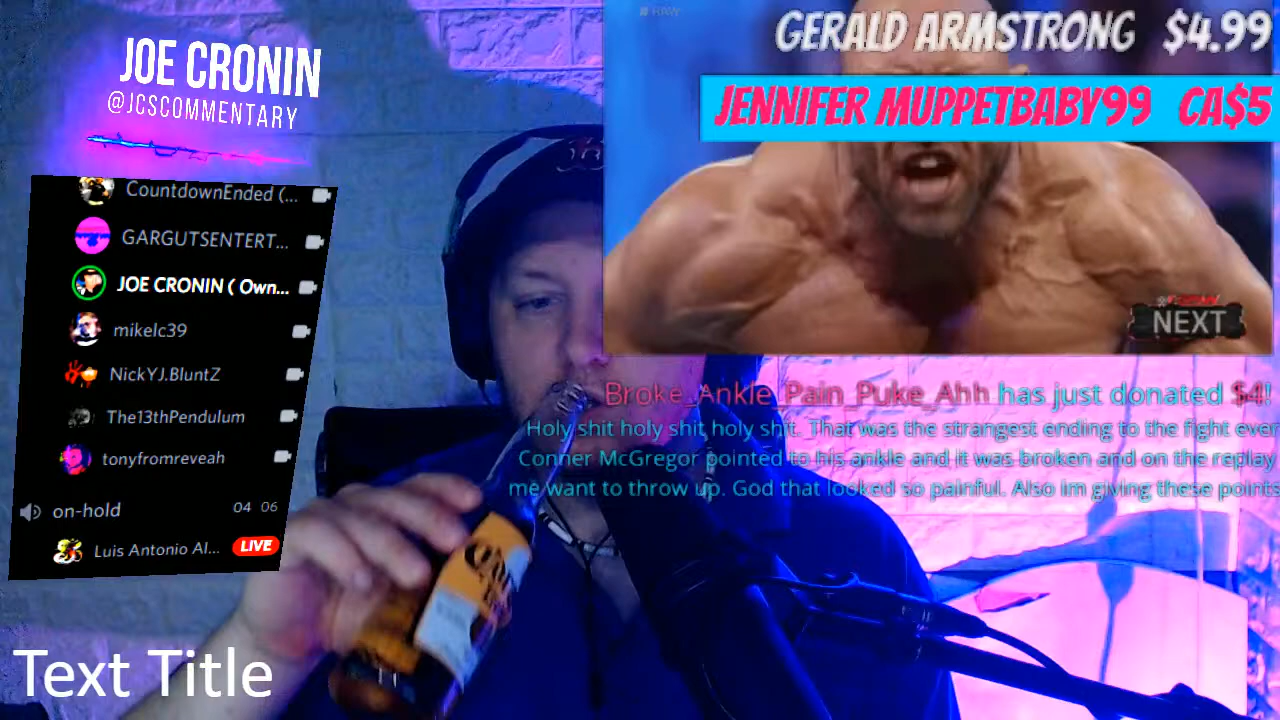 RAW
GERALD ARMSTRONG $4.99
JENNIFER MUPPETBABY99 CA$5
JOE CRONIN
@JCSCOMMENTARY
CountdownEnded (...
GARGUTSENTERT...
JOE CRONIN ( Own...
mikelc39
NickYJ.BluntZ
The13thPendulum
tonyfromreveah
on-hold 04 06
Luis Antonio Al... LIVE
NEXT
Broke_Ankle_Pain_Puke_Ahh has just donated $4!
Holy shit holy shit holy shit. That was the strangest ending to the fight ever
Conner McGregor pointed to his ankle and it was broken and on the replay
me want to throw up. God that looked so painful. Also im giving these points
Text Title